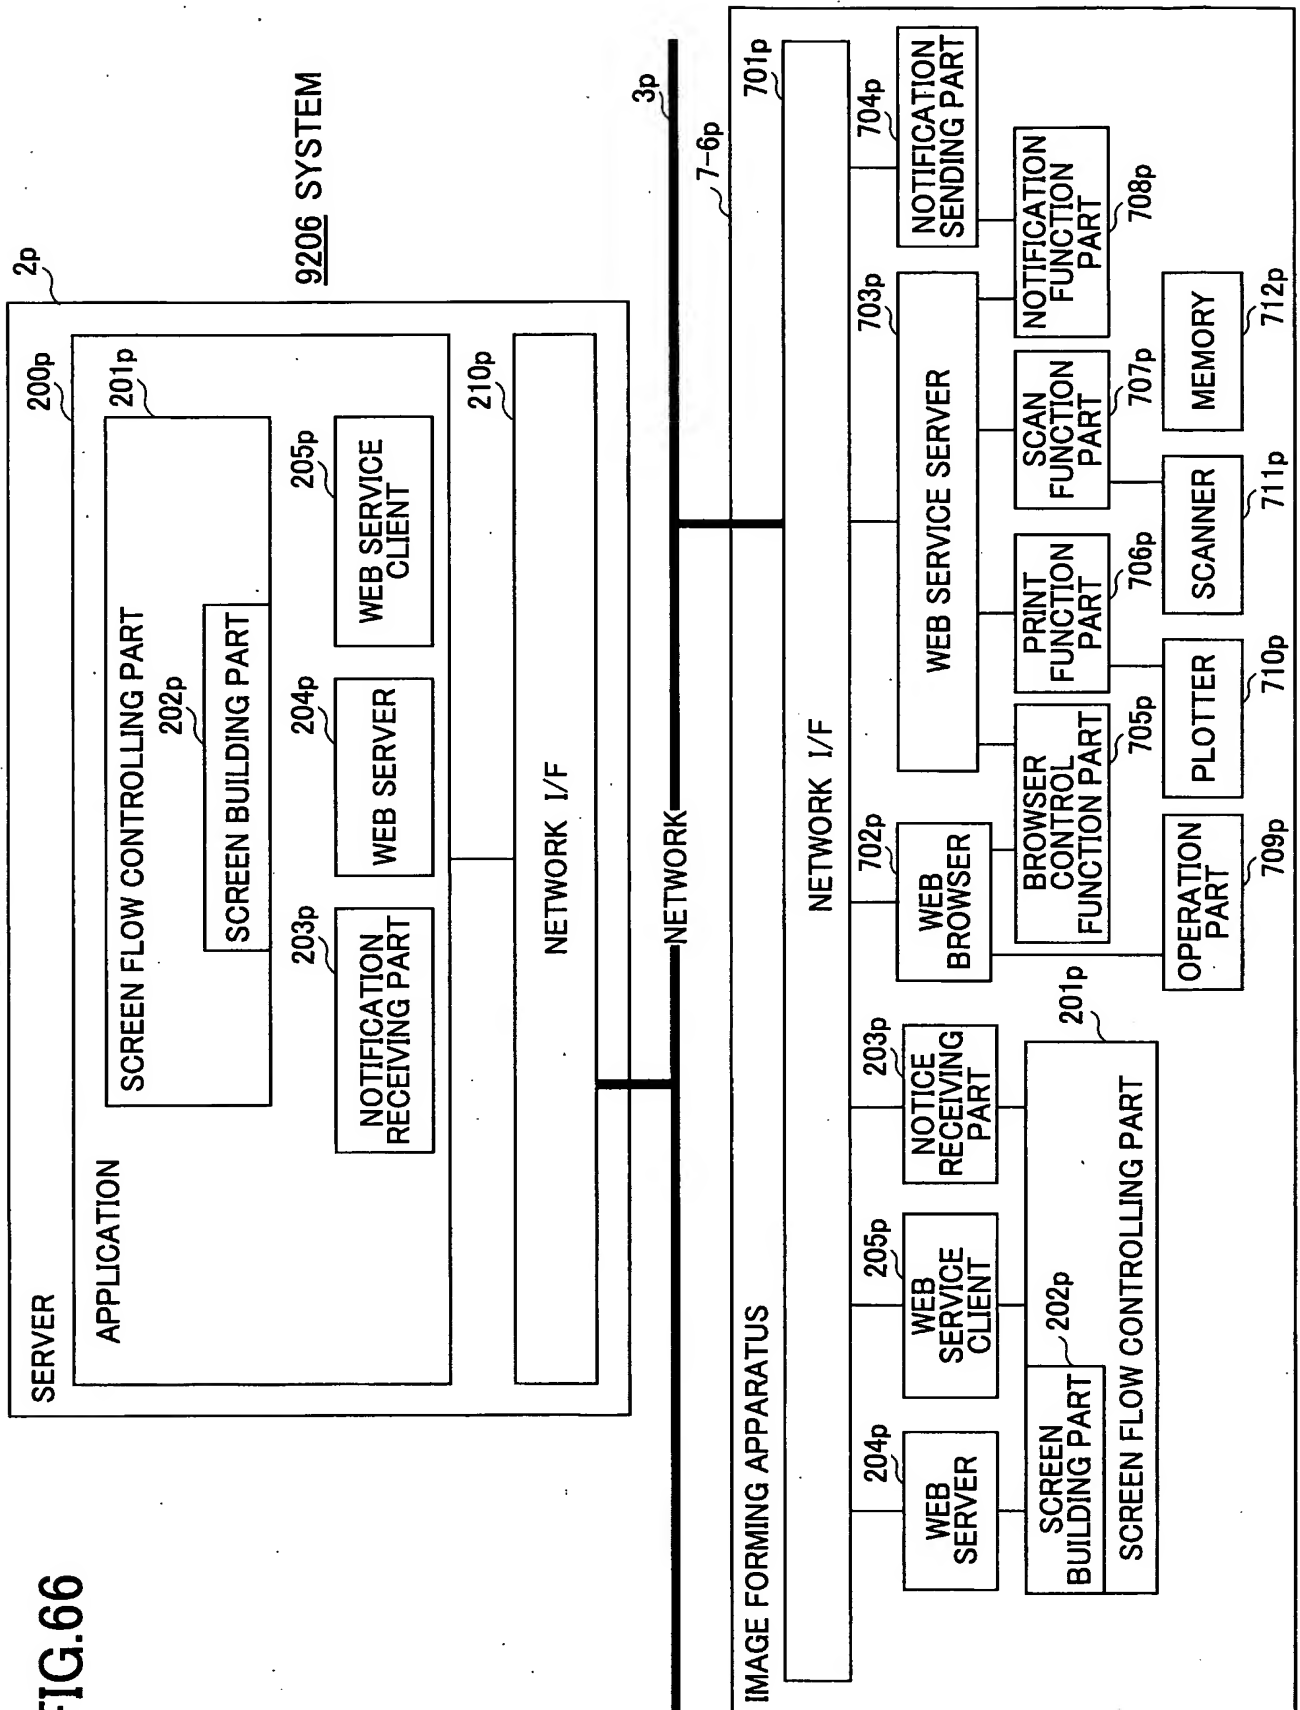 FIG.66
9206 SYSTEM
SERVER
2p
APPLICATION
200p
SCREEN FLOW CONTROLLING PART
201p
202p
SCREEN BUILDING PART
203p
NOTIFICATION
RECEIVING PART
204p
WEB SERVER
205p
WEB SERVICE
CLIENT
210p
NETWORK I/F
NETWORK
3p
IMAGE FORMING APPARATUS
7-6p
NETWORK I/F
701p
204p
WEB
SERVER
205p
WEB
SERVICE
CLIENT
203p
NOTICE
RECEIVING
PART
702p
WEB
BROWSER
WEB SERVICE SERVER
703p
704p
NOTIFICATION
SENDING PART
SCREEN
BUILDING PART
202p
SCREEN FLOW CONTROLLING PART
201p
BROWSER
CONTROL
FUNCTION PART
705p
PRINT
FUNCTION
PART
706p
SCAN
FUNCTION
PART
707p
NOTIFICATION
FUNCTION
PART
708p
OPERATION
PART
709p
PLOTTER
710p
SCANNER
711p
MEMORY
712p